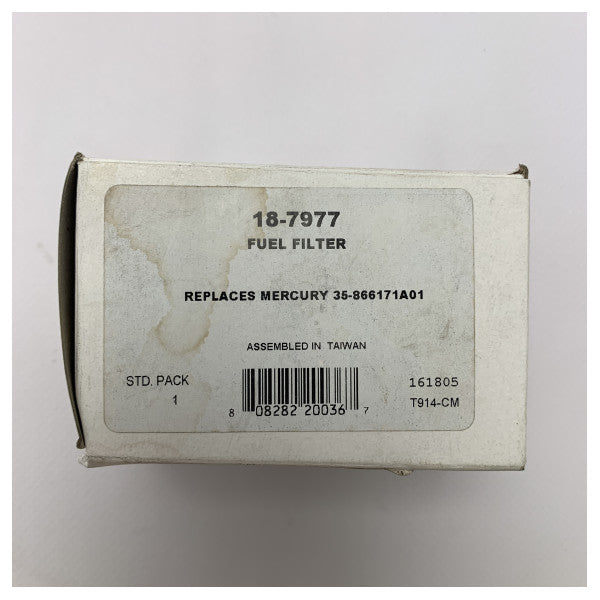 18-7977
FUEL FILTER
REPLACES MERCURY 35-866171A01
ASSEMBLED IN TAIWAN
STD. PACK
1
161805
T914-CM
8 08282 20036 7